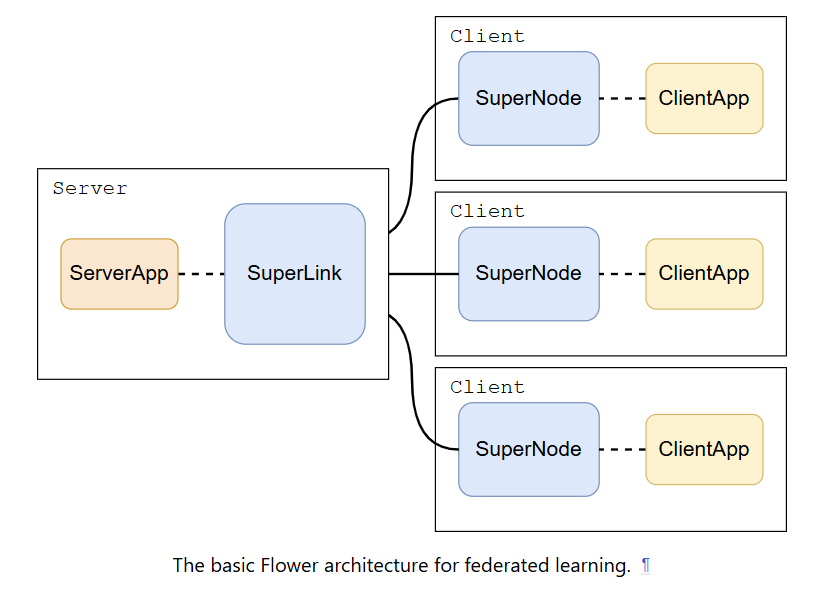 Client
SuperNode
ClientApp
Server
ServerApp
SuperLink
Client
SuperNode
ClientApp
Client
SuperNode
ClientApp
The basic Flower architecture for federated learning. ¶